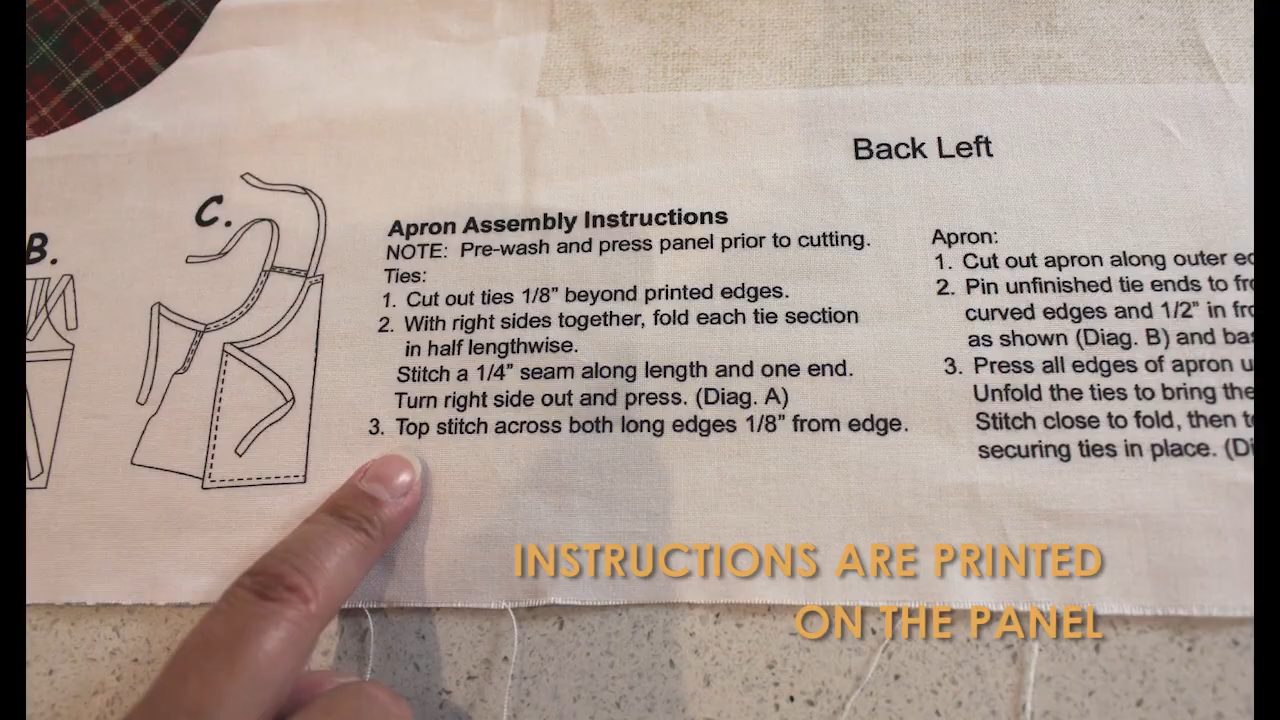 Back Left
B.
C.
Apron Assembly Instructions
NOTE: Pre-wash and press panel prior to cutting.
Ties:
1. Cut out ties 1/8” beyond printed edges.
2. With right sides together, fold each tie section
in half lengthwise.
Stitch a 1/4” seam along length and one end.
Turn right side out and press. (Diag. A)
3. Top stitch across both long edges 1/8” from edge.
Apron:
1. Cut out apron along outer
2. Pin unfinished tie ends to
curved edges and 1/2” in
as shown (Diag. B) and
3. Press all edges of apron
Unfold the ties to bring the
Stitch close to fold, then
securing ties in place.
INSTRUCTIONS ARE PRINTED
ON THE PANEL